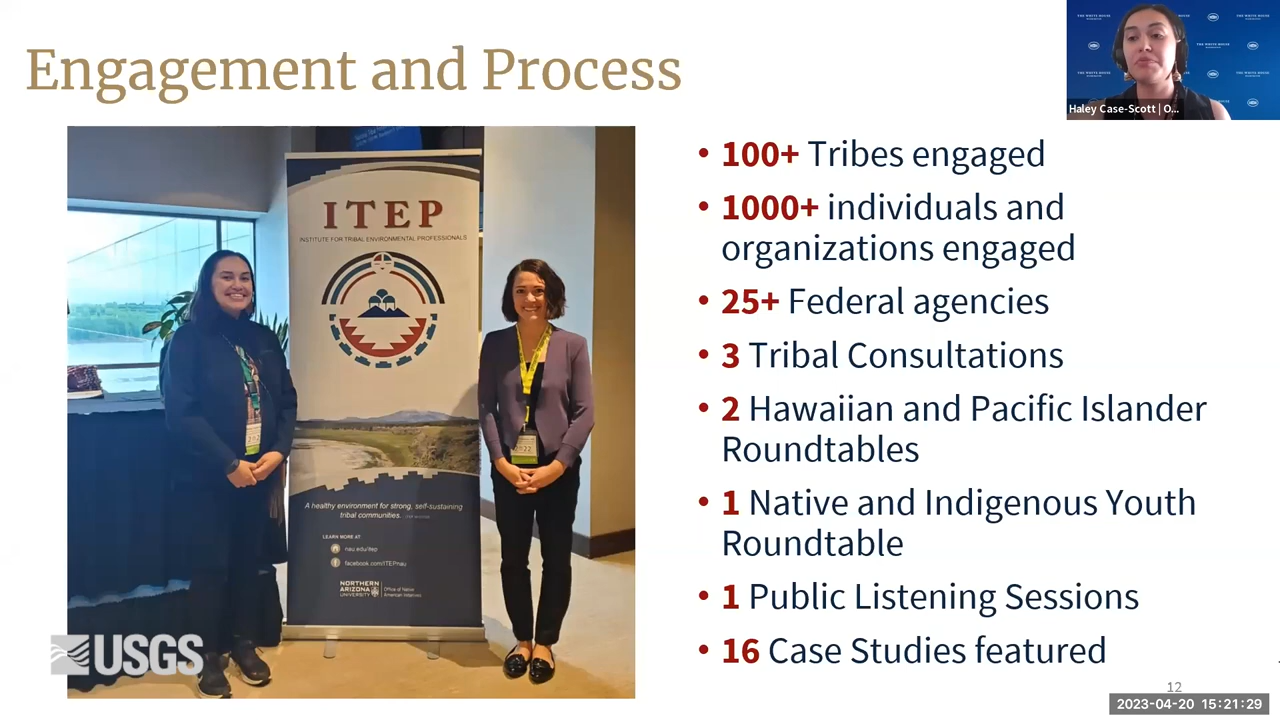 Engagement and Process
THE WHITE HOUSE
Haley Case-Scott | O...
ITEP
INSTITUTE FOR TRIBAL ENVIRONMENTAL PROFESSIONALS
A healthy environment for strong, self-sustaining
tribal communities.
LEARN MORE AT
nau.edu/itep
facebook.com/ITEPnau
NORTHERN
ARIZONA
UNIVERSITY
Office of Native
American Initiatives
USGS
• 100+ Tribes engaged
• 1000+ individuals and
organizations engaged
• 25+ Federal agencies
• 3 Tribal Consultations
• 2 Hawaiian and Pacific Islander
Roundtables
• 1 Native and Indigenous Youth
Roundtable
• 1 Public Listening Sessions
• 16 Case Studies featured
12
2023-04-20 15:21:29